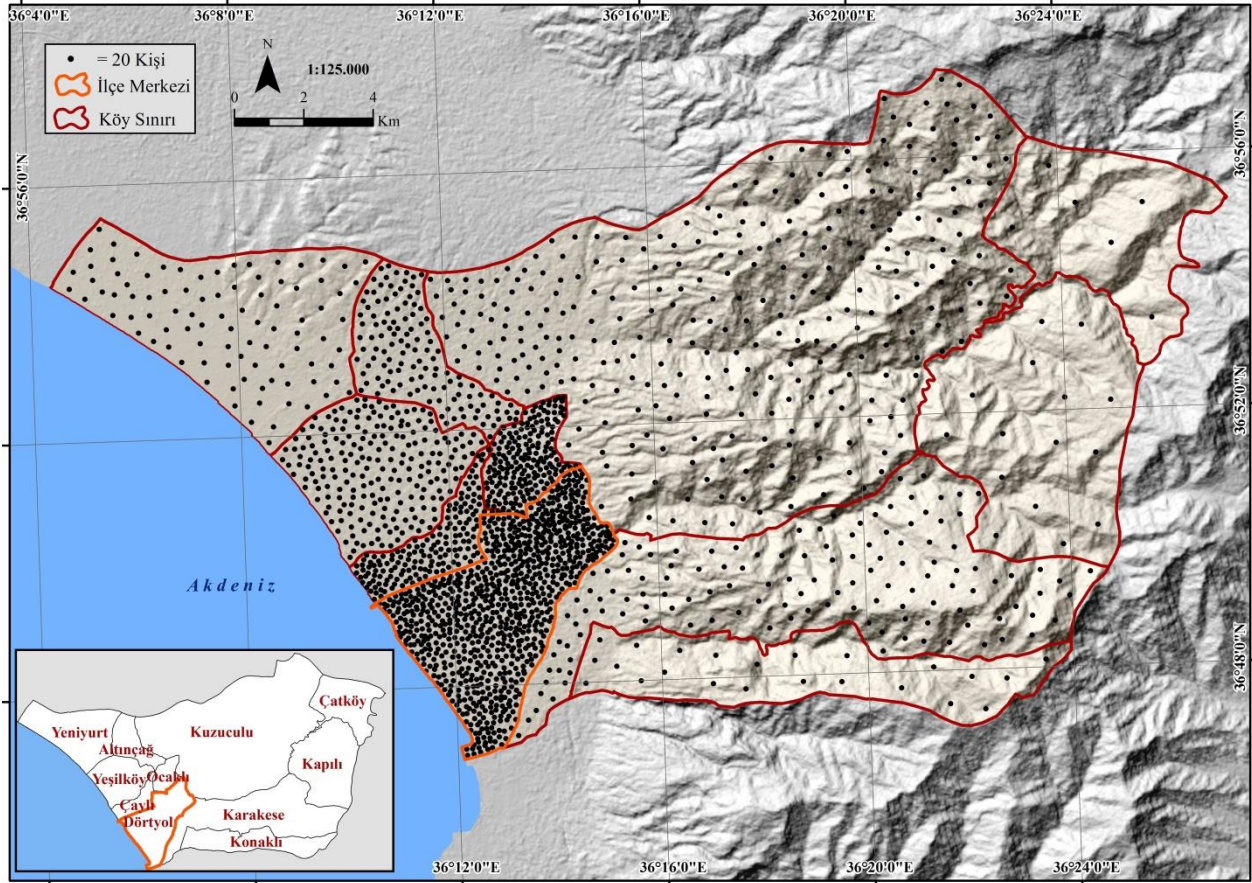 36°4'0"E
36°8'0"E
36°12'0"E
36°16'0"E
36°20'0"E
36°24'0"E
= 20 Kişi
İlçe Merkezi
Köy Sınırı
N
1:125.000
0 2 4
Km
36°56'0"N
36°56'0"N
36°52'0"N
36°48'0"N
Akdeniz
Çatköy
Yeniyurt
Kuzuculu
Altınçağ
Kapılı
Yeşilköy
Ocaklı
Çaylı
Dörtyol
Karakese
Konaklı
36°12'0"E
36°16'0"E
36°20'0"E
36°24'0"E